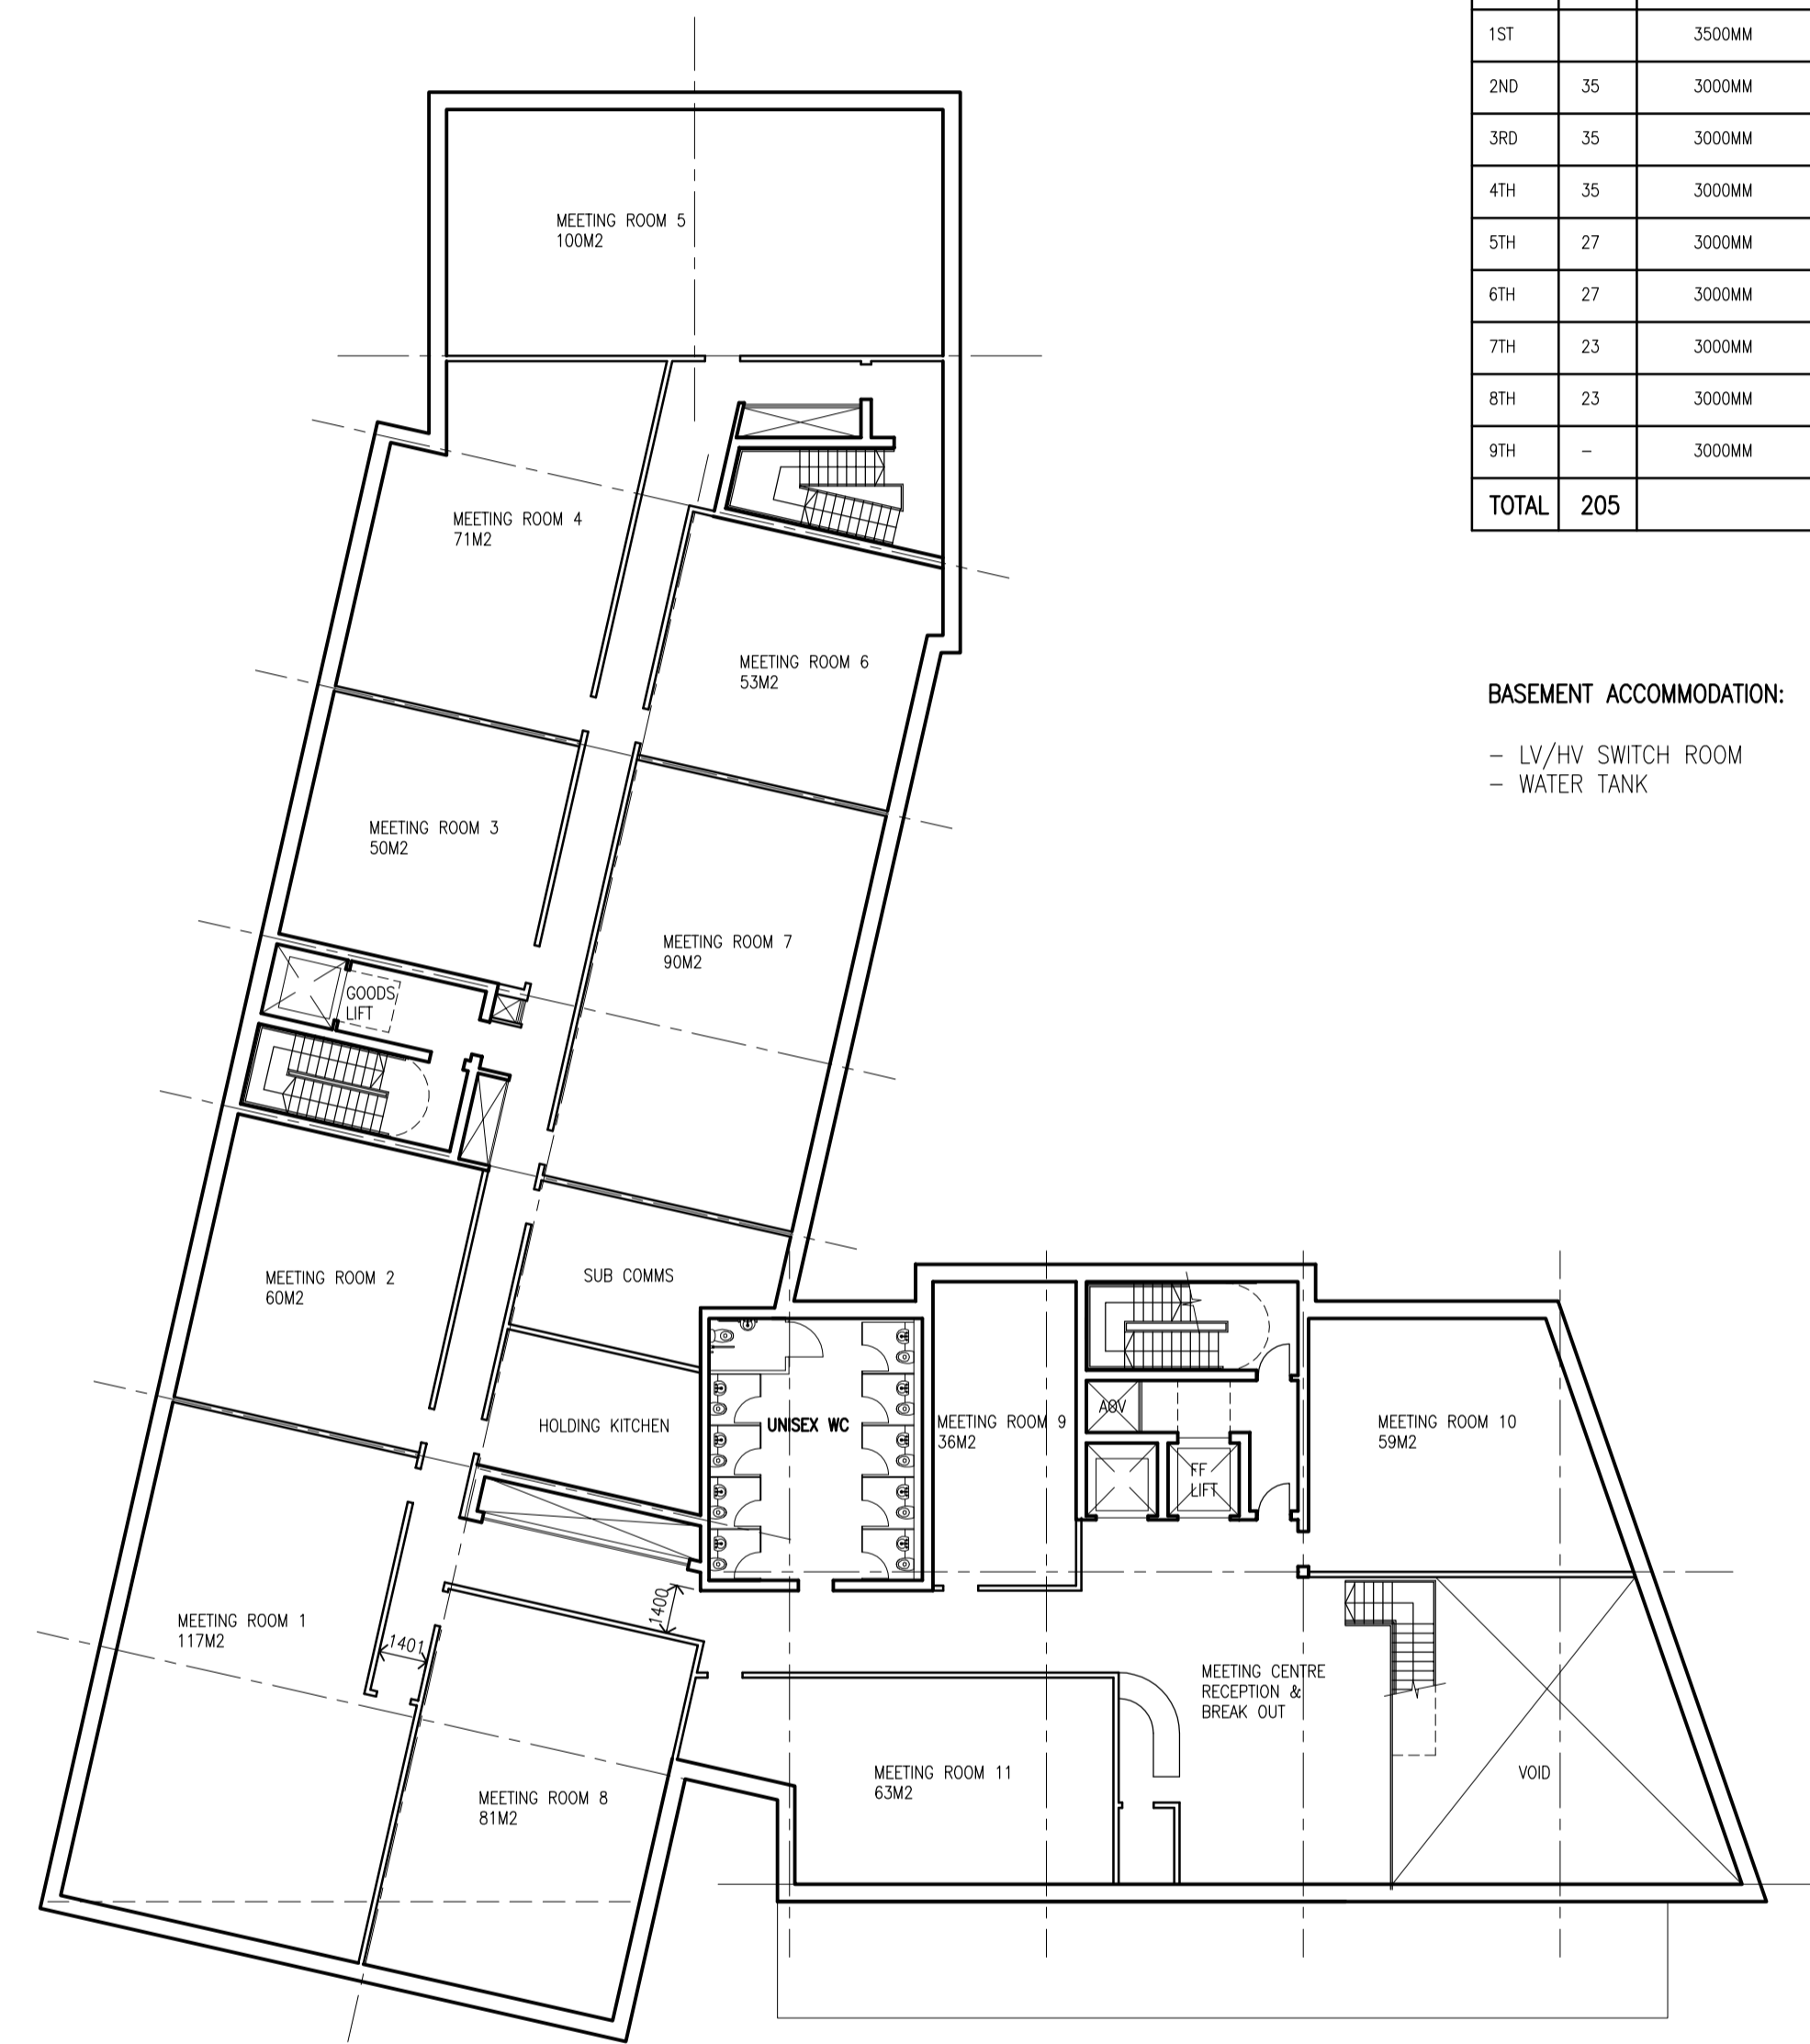 1ST 3500MM
2ND 35 3000MM
3RD 35 3000MM
4TH 35 3000MM
5TH 27 3000MM
6TH 27 3000MM
7TH 23 3000MM
8TH 23 3000MM
9TH - 3000MM
TOTAL 205
BASEMENT ACCOMMODATION:
- LV/HV SWITCH ROOM
- WATER TANK
MEETING ROOM 5
100M2
MEETING ROOM 4
71M2
MEETING ROOM 6
53M2
MEETING ROOM 3
50M2
MEETING ROOM 7
90M2
GOODS
LIFT
MEETING ROOM 2
60M2
SUB COMMS
HOLDING KITCHEN
UNISEX WC
MEETING ROOM 9
36M2
AOV
FF
LIFT
MEETING ROOM 10
59M2
MEETING ROOM 1
117M2
1401
1400
MEETING CENTRE
RECEPTION &
BREAK OUT
MEETING ROOM 8
81M2
MEETING ROOM 11
63M2
VOID